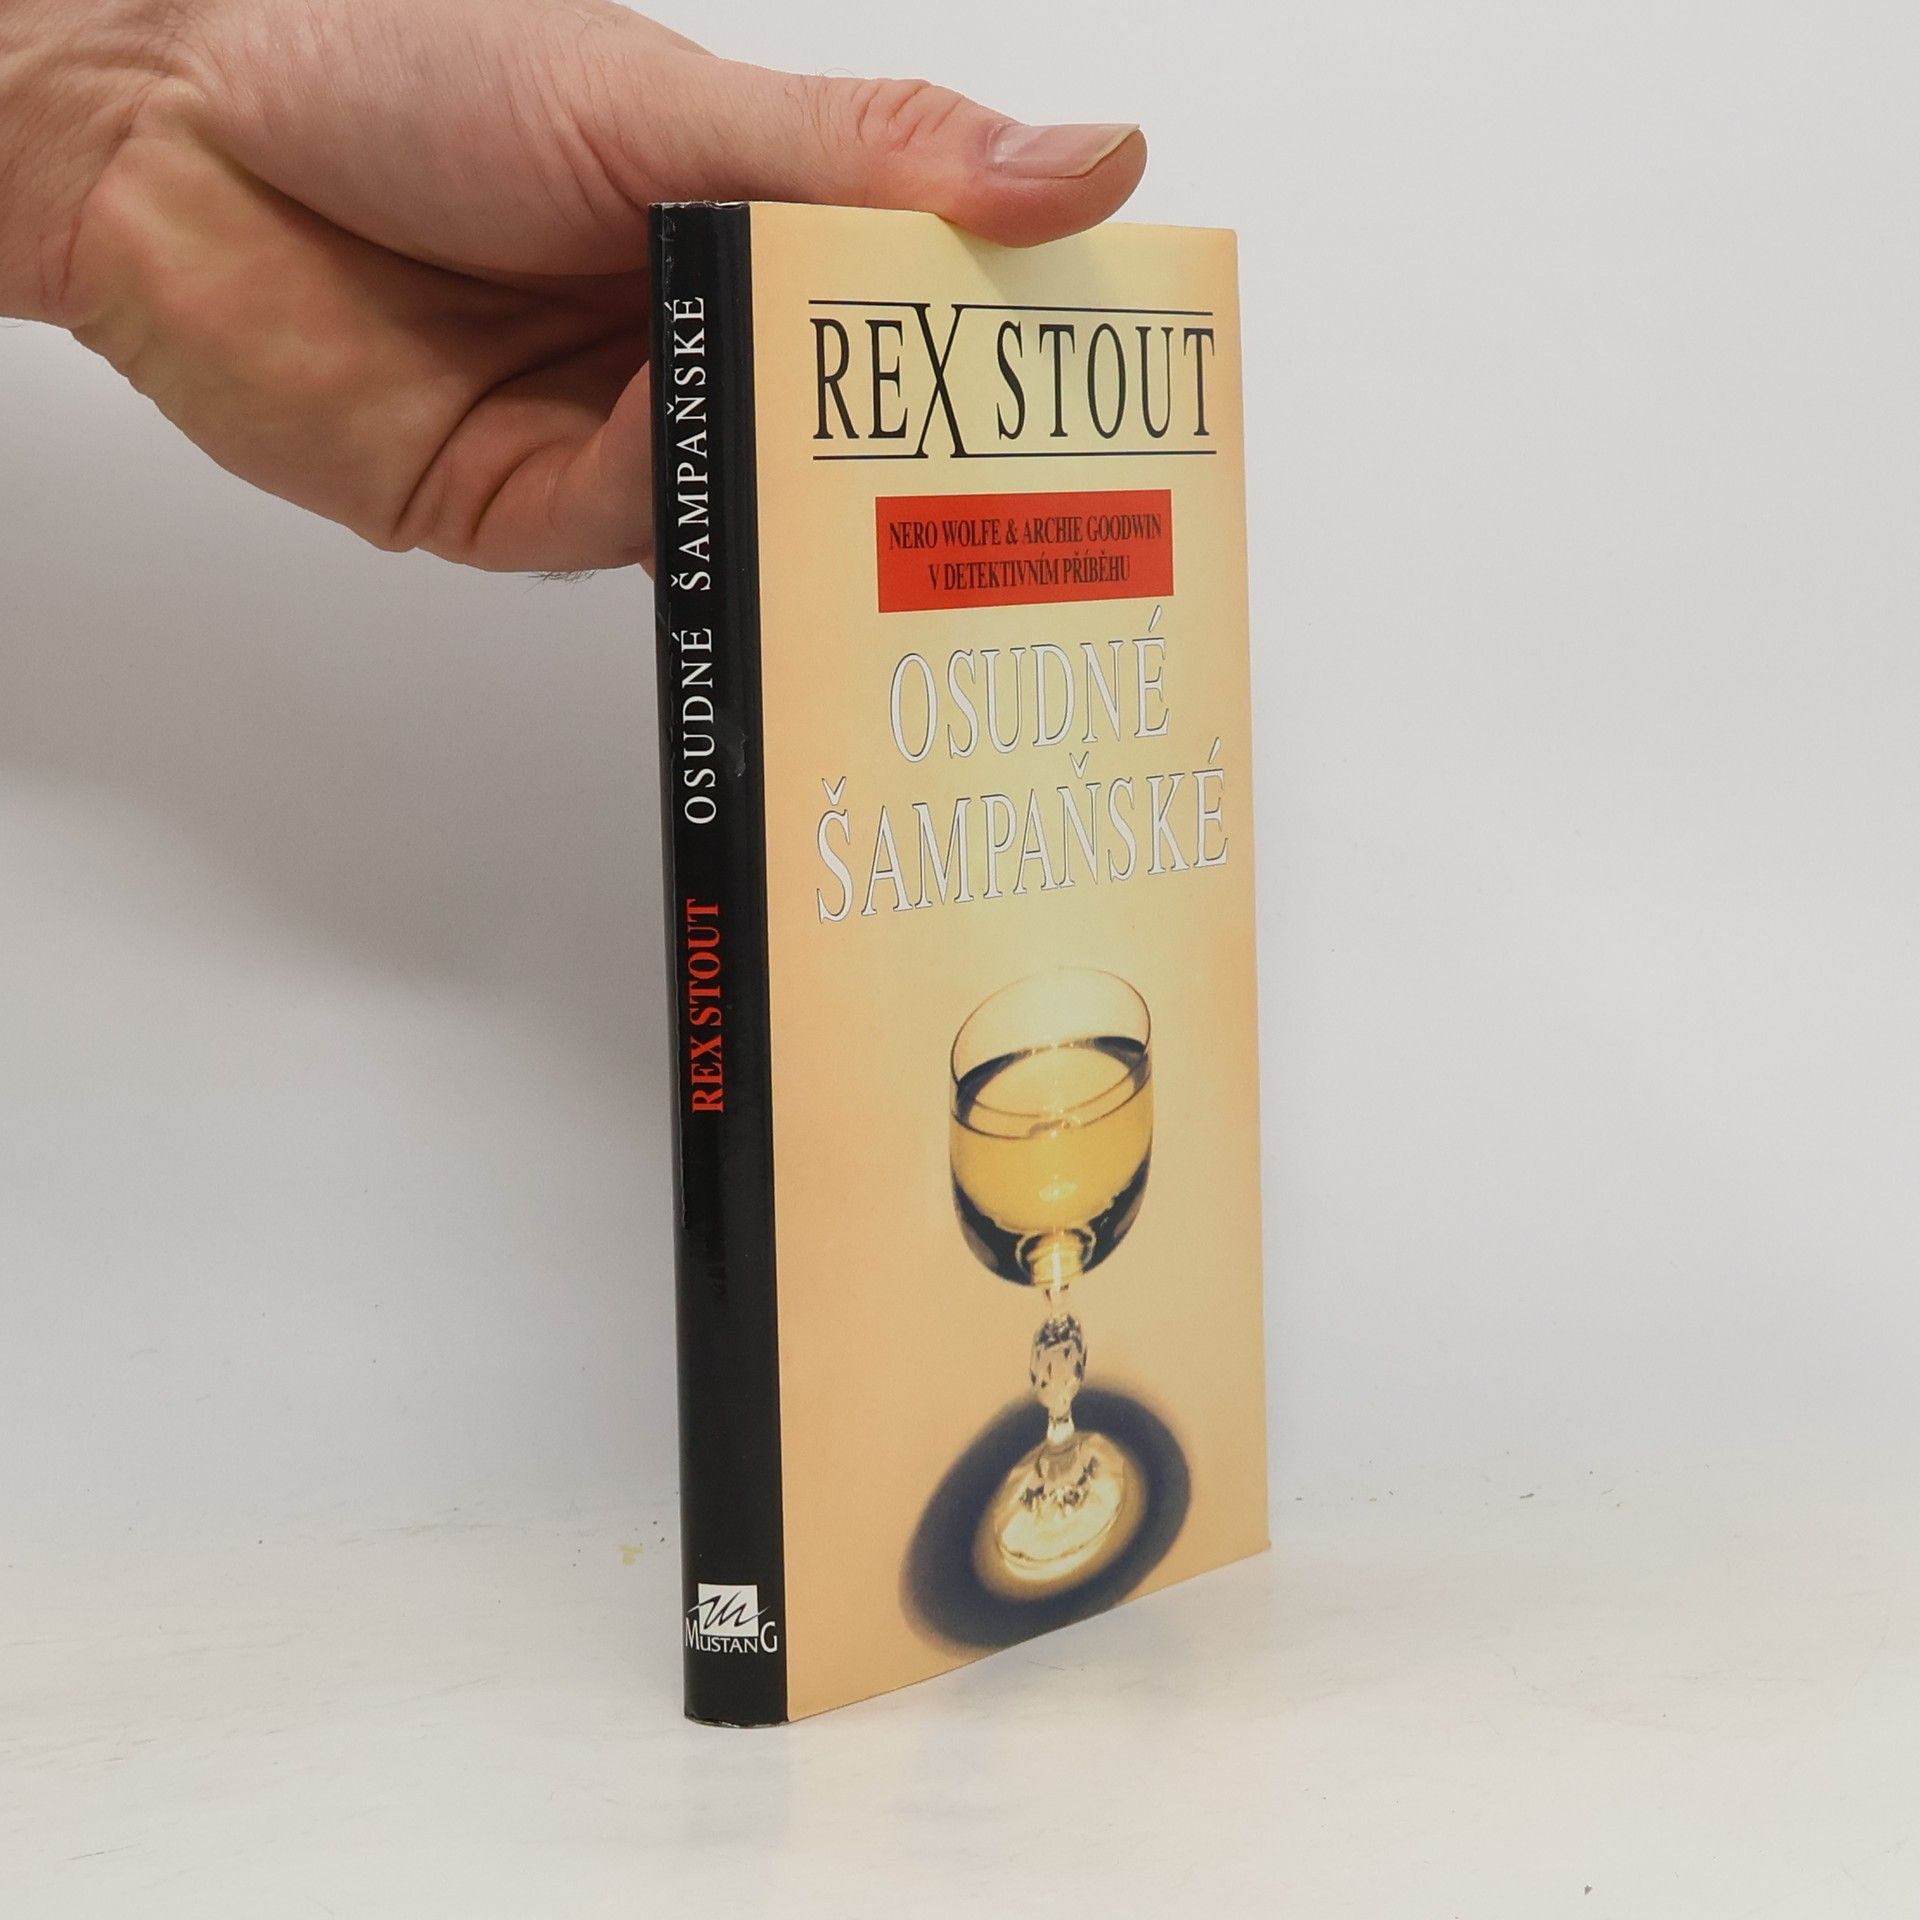 OSUDNÉ ŠAMPAŇSKÉ
REX STOUT
MUSTANG
REX STOUT
NERO WOLFE & ARCHIE GOODWIN
V DETEKTIVNÍM PŘÍBĚHU
OSUDNÉ
ŠAMPAŇSKÉ